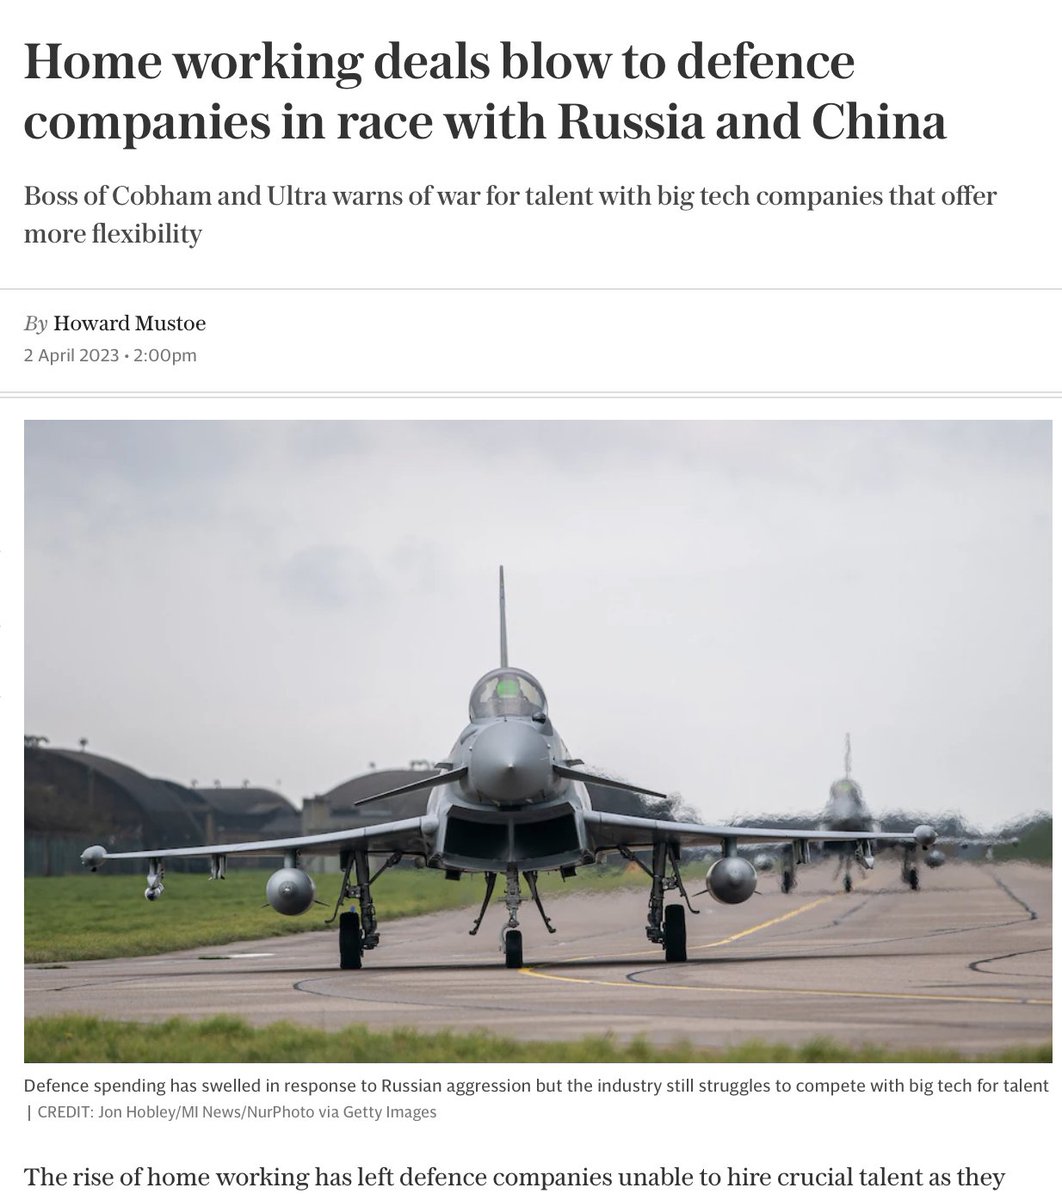 Home working deals blow to defence
companies in race with Russia and China
Boss of Cobham and Ultra warns of war for talent with big tech companies that offer
more flexibility
By Howard Mustoe
2 April 2023 • 2:00pm
Defence spending has swelled in response to Russian aggression but the industry still struggles to compete with big tech for talent
| CREDIT: Jon Hobley/MI News/NurPhoto via Getty Images
The rise of home working has left defence companies unable to hire crucial talent as they